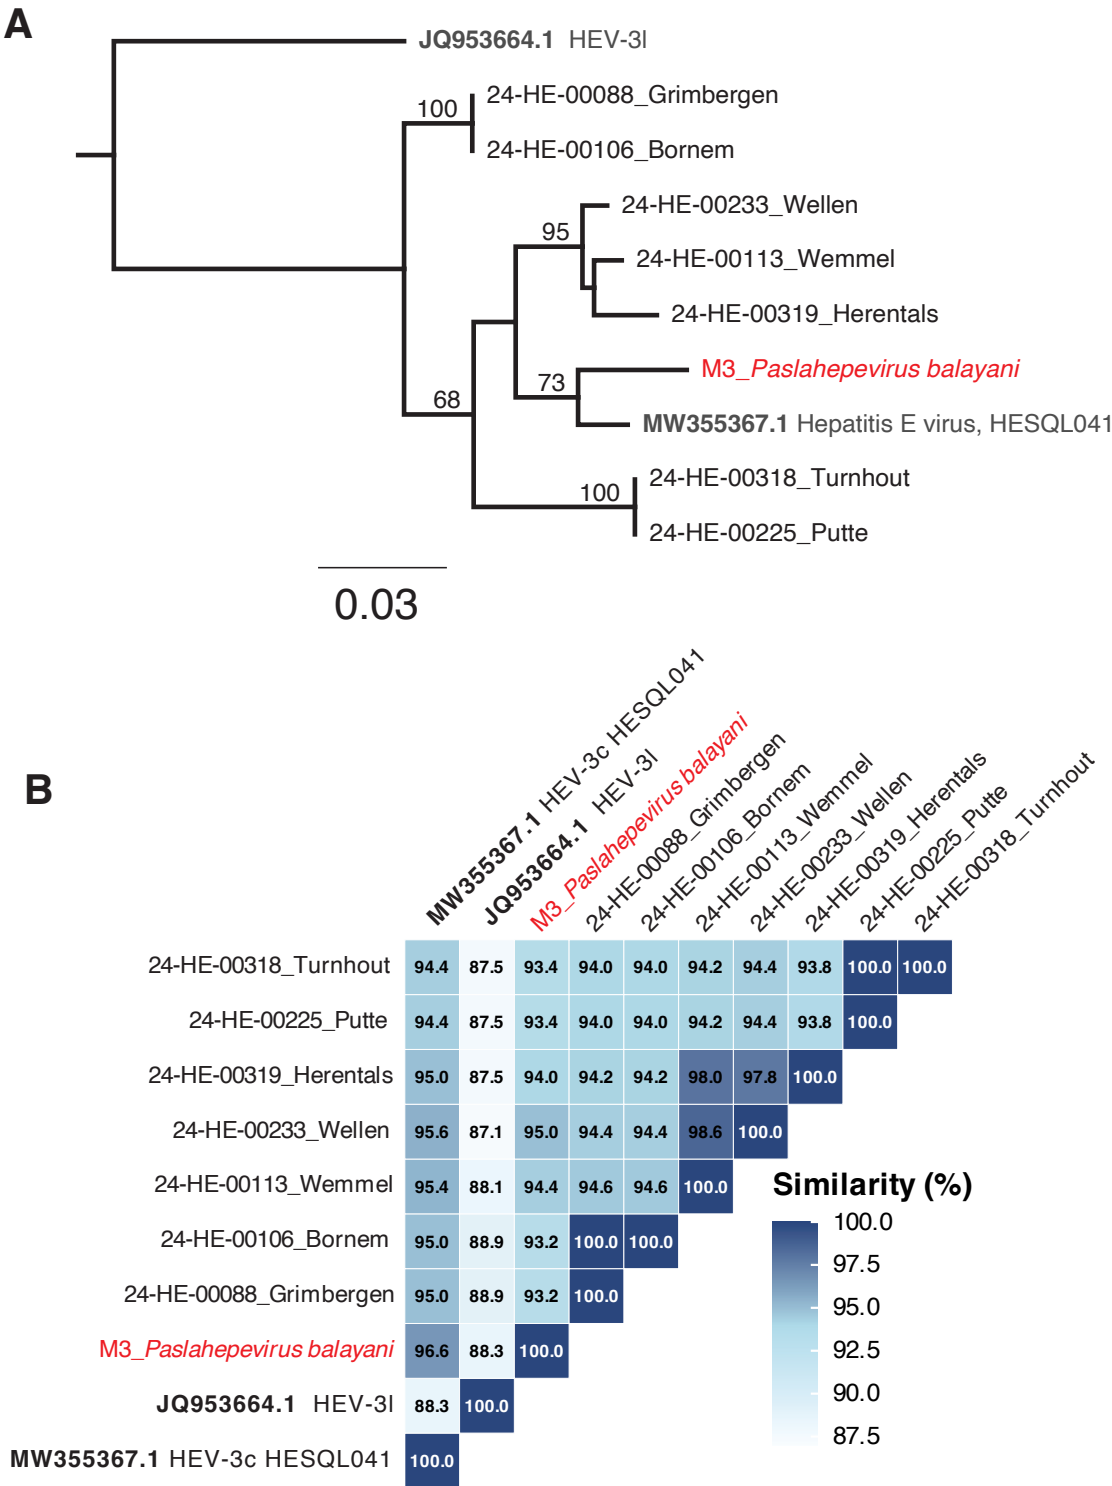 A
JQ953664.1 HEV-3l
24-HE-00088_Grimbergen
100
24-HE-00106_Bornem
24-HE-00233_Wellen
95
24-HE-00113_Wemmel
24-HE-00319_Herentals
M3_Paslahepevirus balayani
73
68
MW355367.1 Hepatitis E virus, HESQL041
24-HE-00318_Turnhout
100
24-HE-00225_Putte
0.03
B
MW355367.1 HEV-3c HESQL041
JQ953664.1 HEV-3l
M3_Paslahepevirus balayani
24-HE-00088_Grimbergen
24-HE-00106_Bornem
24-HE-00113_Wemmel
24-HE-00233_Wellen
24-HE-00319_Herentals
24-HE-00225_Putte
24-HE-00318_Turnhout
24-HE-00318_Turnhout 94.4 87.5 93.4 94.0 94.0 94.2 94.4 93.8 100.0 100.0
24-HE-00225_Putte 94.4 87.5 93.4 94.0 94.0 94.2 94.4 93.8 100.0
24-HE-00319_Herentals 95.0 87.5 94.0 94.2 94.2 98.0 97.8 100.0
24-HE-00233_Wellen 95.6 87.1 95.0 94.4 94.4 98.6 100.0
24-HE-00113_Wemmel 95.4 88.1 94.4 94.6 94.6 100.0
24-HE-00106_Bornem 95.0 88.9 93.2 100.0 100.0
24-HE-00088_Grimbergen 95.0 88.9 93.2 100.0
M3_Paslahepevirus balayani 96.6 88.3 100.0
JQ953664.1 HEV-3l 88.3 100.0
MW355367.1 HEV-3c HESQL041 100.0
Similarity (%)
100.0
97.5
95.0
92.5
90.0
87.5